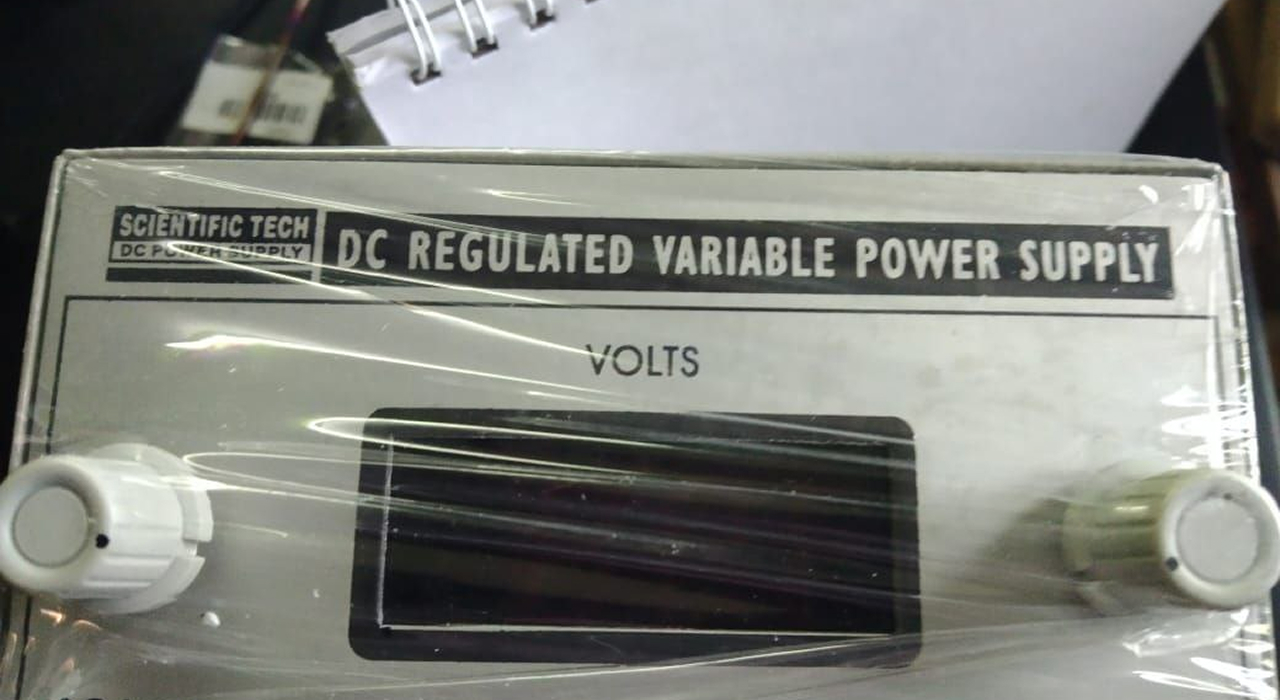 SCIENTIFIC TECH
DC POWER SUPPLY
DC REGULATED VARIABLE POWER SUPPLY
VOLTS